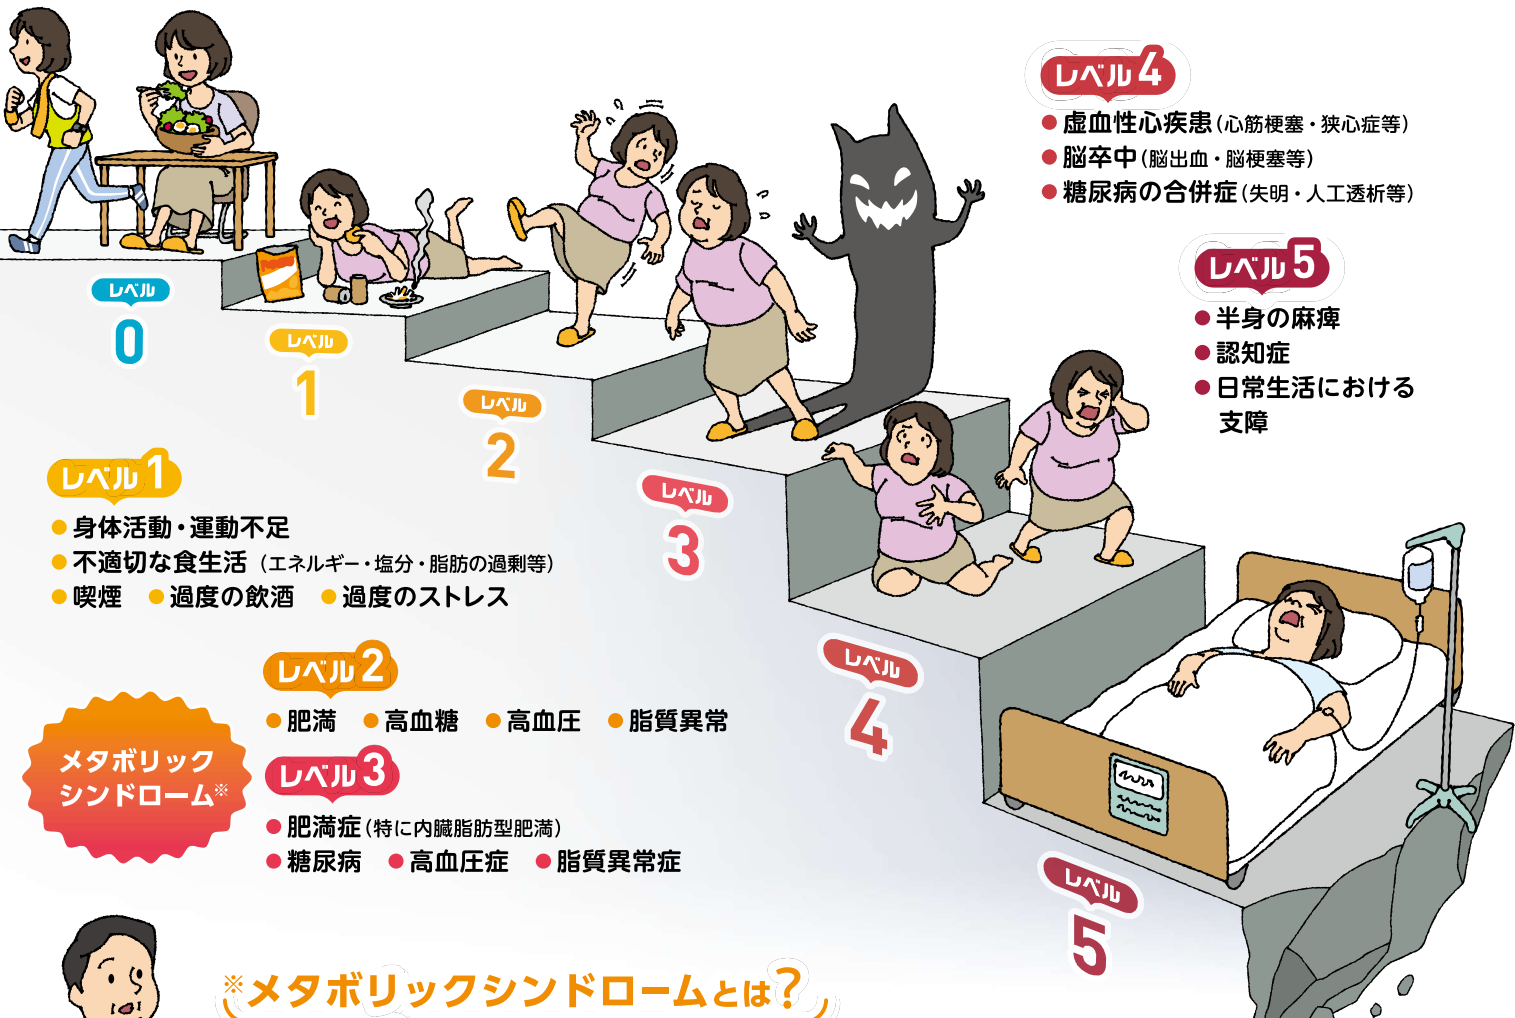 レベル4
●虚血性心疾患（心筋梗塞・狭心症等）
●脳卒中（脳出血・脳梗塞等）
●糖尿病の合併症（失明・人工透析等）
レベル5
●半身の麻痺
●認知症
●日常生活における
支障
レベル
0
レベル
1
レベル
2
レベル
3
レベル
4
レベル
5
レベル1
●身体活動・運動不足
●不適切な食生活（エネルギー・塩分・脂肪の過剰等）
●喫煙 ●過度の飲酒 ●過度のストレス
レベル2
●肥満 ●高血糖 ●高血圧 ●脂質異常
メタボリック
シンドローム※
レベル3
●肥満症（特に内臓脂肪型肥満）
●糖尿病 ●高血圧症 ●脂質異常症
※メタボリックシンドロームとは?